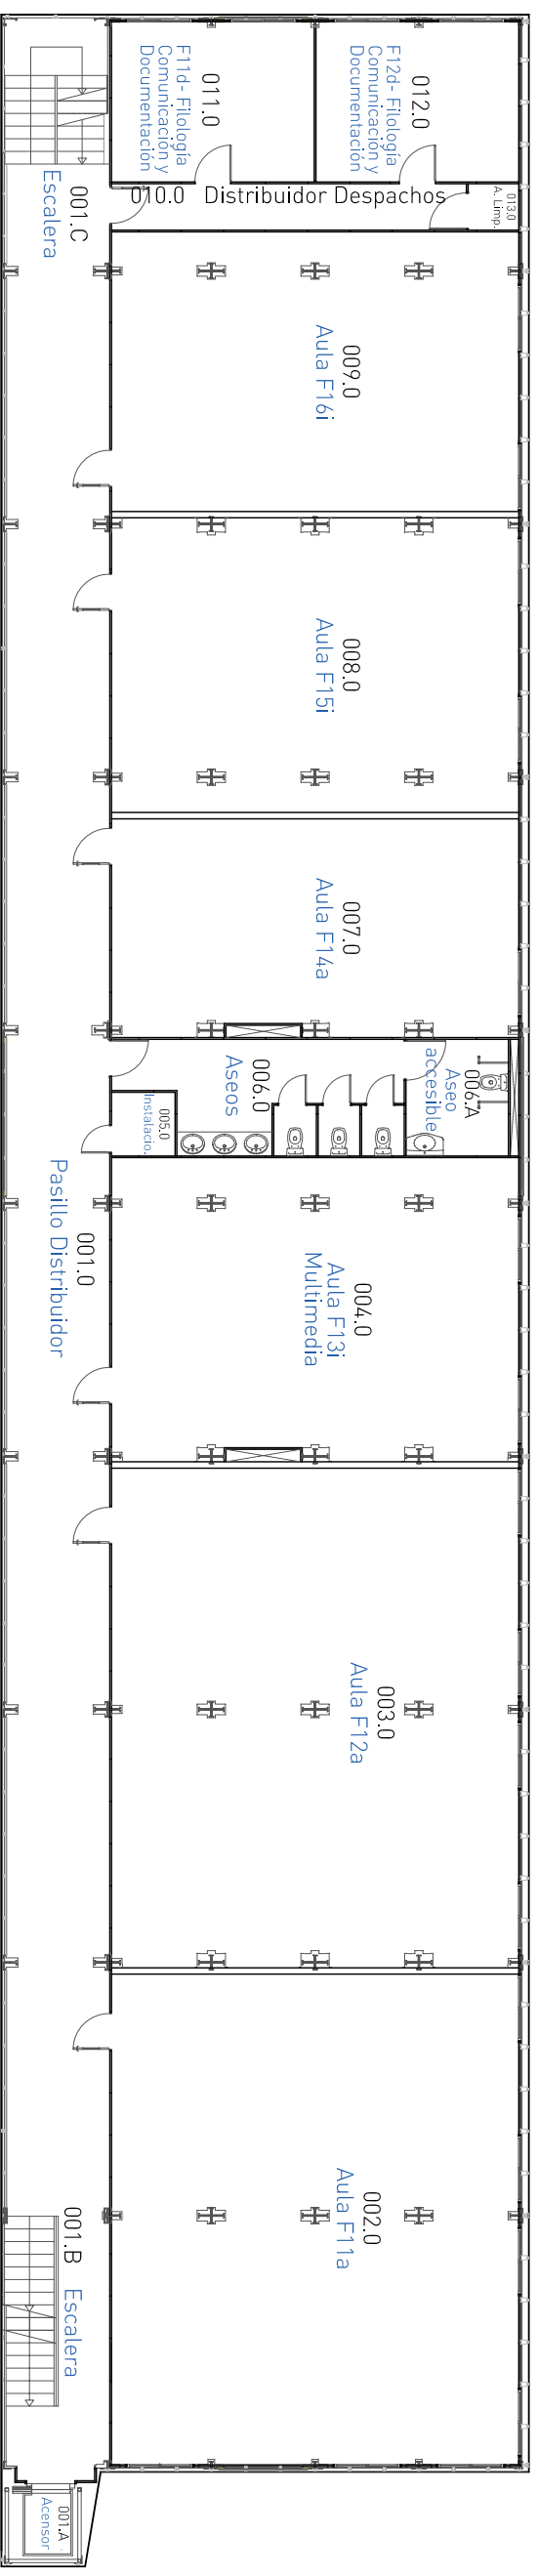 012.0
F12d- Filología
Comunicación y
Documentación
011.0
F11d- Filología
Comunicación y
Documentación
013.0
A. Limp.
010.0 Distribuidor Despachos
001.C
Escalera
009.0
Aula F16i
008.0
Aula F15i
007.0
Aula F14a
006.A
Aseo
accesible
006.0
Aseos
005.0
Instalacio.
001.0
Pasillo Distribuidor
004.0
Aula F13i
Multimedia
003.0
Aula F12a
002.0
Aula F11a
001.B
Escalera
001.A
Acensor